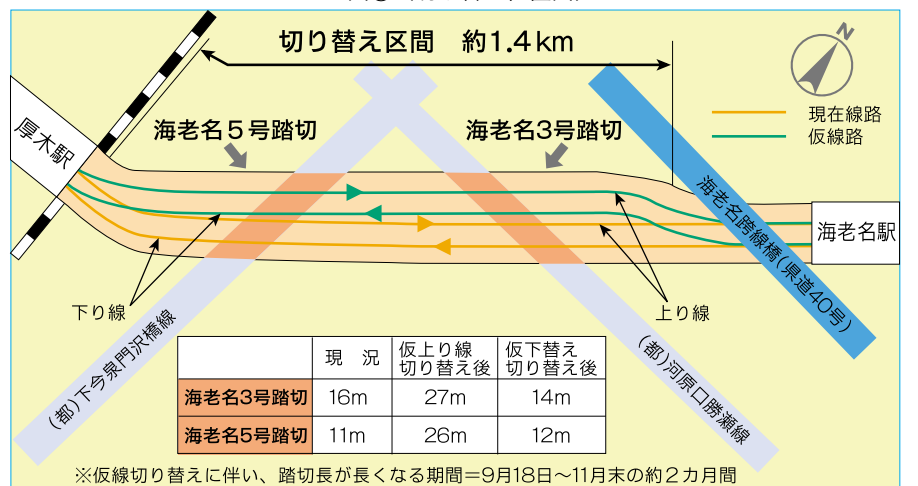 切り替え区間 約1.4km
N
現在線路
仮線路
海老名5号踏切
海老名3号踏切
厚木駅
海老名跨線橋(県道40号)
海老名駅
下り線
上り線
(都)下今泉門沢橋線
(都)河原口勝瀬線
現 況 仮上り線切り替え後 仮下替え切り替え後
海老名3号踏切 16m 27m 14m
海老名5号踏切 11m 26m 12m
※仮線切り替えに伴い、踏切長が長くなる期間=9月18日〜11月末の約2カ月間